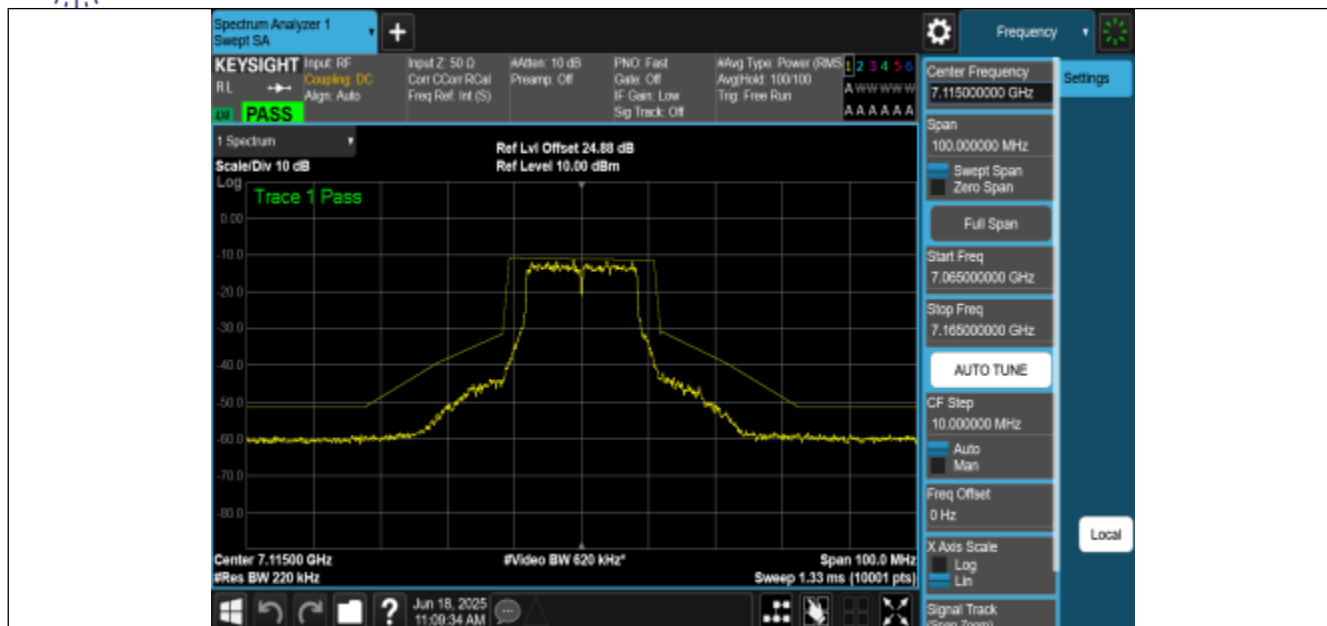 Spectrum Analyzer 1
Swept SA
+
Frequency
KEYSIGHT
RL
PASS
Input: RF
Coupling: DC
Align: Auto
Input Z: 50 Ω
Corr CCorr RCal
Freq Ref: Int (S)
#Atten: 10 dB
Preamp: Off
PNO: Fast
Gate: Off
IF Gain: Low
Sig Track: Off
#Avg Type: Power (RMS
Avg|Hold: 100/100
Trig: Free Run
1 2 3 4 5 6
A W W W W W
A A A A A A
Center Frequency
7.115000000 GHz
Settings
Span
100.000000 MHz
Swept Span
Zero Span
Full Span
Start Freq
7.065000000 GHz
Stop Freq
7.165000000 GHz
AUTO TUNE
CF Step
10.000000 MHz
Auto
Man
Freq Offset
0 Hz
X Axis Scale
Log
Lin
Local
Signal Track
(Span Zoom)
1 Spectrum
Scale/Div 10 dB
Ref Lvl Offset 24.88 dB
Ref Level 10.00 dBm
Log
Trace 1 Pass
0.00
-10.0
-20.0
-30.0
-40.0
-50.0
-60.0
-70.0
-80.0
Center 7.11500 GHz
#Res BW 220 kHz
#Video BW 620 kHz*
Span 100.0 MHz
Sweep 1.33 ms (10001 pts)
?
Jun 18, 2025
11:09:34 AM